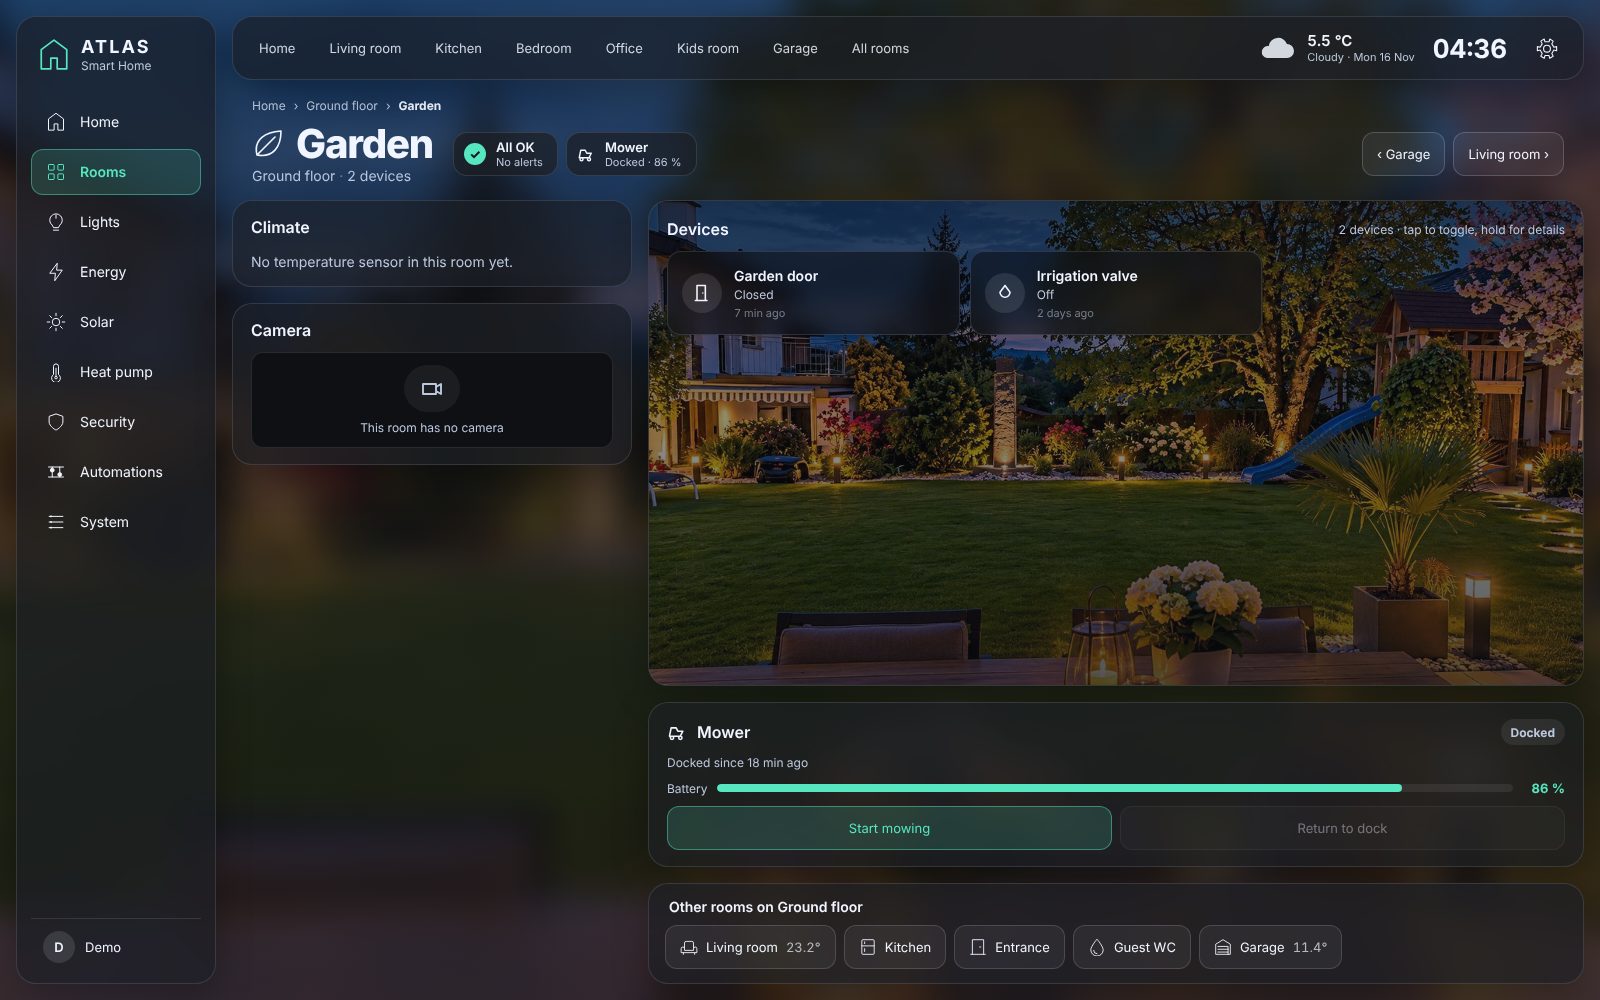 ATLAS
Smart Home
Home
Rooms
Lights
Energy
Solar
Heat pump
Security
Automations
System
D Demo
Home Living room Kitchen Bedroom Office Kids room Garage All rooms
5.5 °C
Cloudy · Mon 16 Nov
04:36
Home › Ground floor › Garden
Garden
Ground floor · 2 devices
All OK
No alerts
Mower
Docked · 86 %
‹ Garage
Living room ›
Climate
No temperature sensor in this room yet.
Camera
This room has no camera
Devices
2 devices · tap to toggle, hold for details
Garden door
Closed
7 min ago
Irrigation valve
Off
2 days ago
Mower
Docked
Docked since 18 min ago
Battery 86 %
Start mowing
Return to dock
Other rooms on Ground floor
Living room 23.2°
Kitchen
Entrance
Guest WC
Garage 11.4°